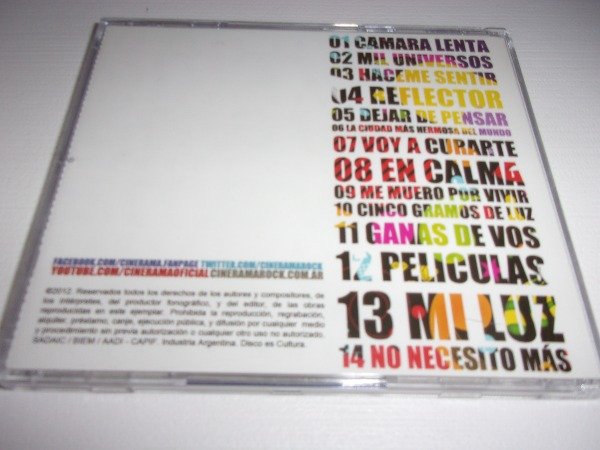 01 CAMARA LENTA
02 MIL UNIVERSOS
03 HACEME SENTIR
04 REFLECTOR
05 DEJAR DE PENSAR
06 LA CIUDAD MÁS HERMOSA DEL MUNDO
07 VOY A CURARTE
08 EN CALMA
09 ME MUERO POR VIVIR
10 CINCO GRAMOS DE LUZ
11 GANAS DE VOS
12 PELICULAS
13 MI LUZ
14 NO NECESITO MÁS
FACEBOOK.COM/CINERAMA.FANPAGE TWITTER.COM/CINERAMAROCK
YOUTUBE.COM/CINERAMAOFICIAL CINERAMAROCK.COM.AR
©2012. Reservados todos los derechos de los autores y compositores, de
los intérpretes, del productor fonográfico, y del editor, de las obras
reproducidas en este ejemplar. Prohibida la reproducción, regrabación,
alquiler, préstamo, canje, ejecución pública, y difusión por cualquier medio
y procedimiento sin previa autorización o cualquier otro uso no autorizado.
SADAIC / BIEM / AADI - CAPIF. Industria Argentina. Disco es Cultura.